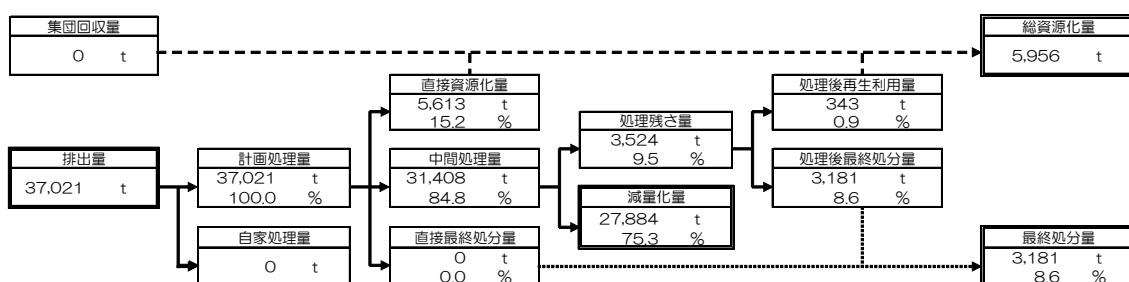 集団回収量
0 t
総資源化量
5,956 t
直接資源化量
5,613 t
15.2 %
処理後再生利用量
343 t
0.9 %
処理残さ量
3,524 t
9.5 %
排出量
37,021 t
計画処理量
37,021 t
100.0 %
中間処理量
31,408 t
84.8 %
処理後最終処分量
3,181 t
8.6 %
減量化量
27,884 t
75.3 %
自家処理量
0 t
直接最終処分量
0 t
0.0 %
最終処分量
3,181 t
8.6 %